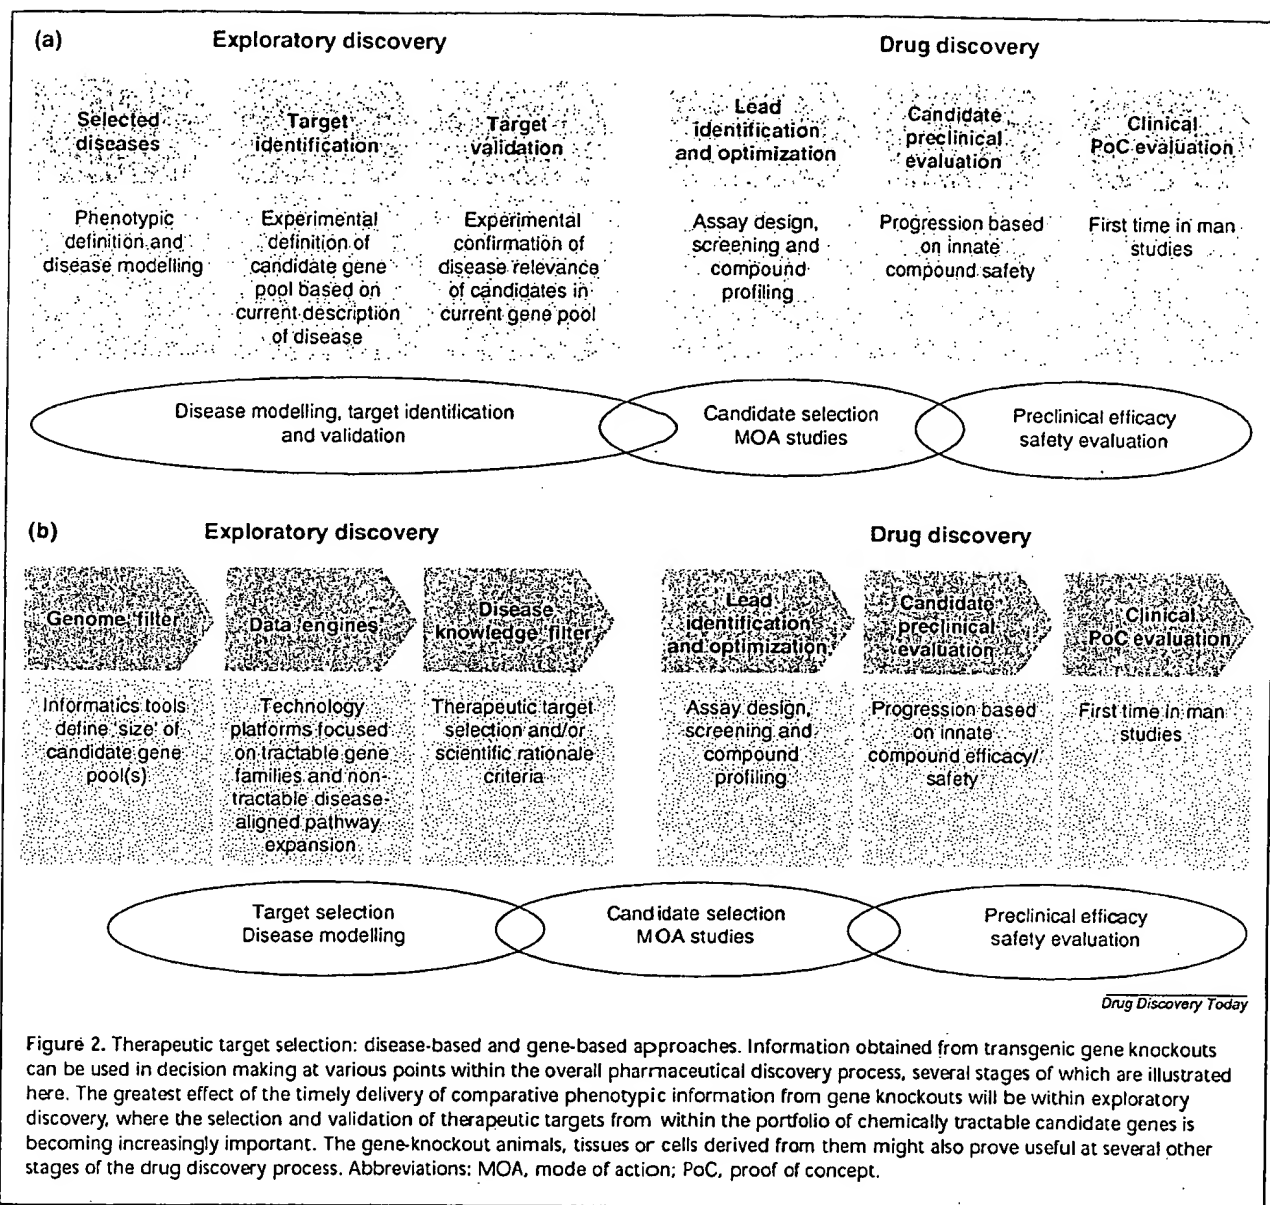 (a)
Exploratory discovery
Drug discovery
Selected
diseases
Target
identification
Target
validation
Lead
identification
and optimization
Candidate
preclinical
evaluation
Clinical
PoC evaluation
Phenotypic
definition and
disease modelling
Experimental
definition of
candidate gene
pool based on
current description
of disease
Experimental
confirmation of
disease relevance
of candidates in
current gene pool
Assay design,
screening and
compound
profiling
Progression based
on innate
compound safety
First time in man
studies
Disease modelling, target identification
and validation
Candidate selection
MOA studies
Preclinical efficacy
safety evaluation
(b)
Exploratory discovery
Drug discovery
Genome filter
Data engines
Disease
knowledge filter
Lead
identification
and optimization
Candidate
preclinical
evaluation
Clinical
PoC evaluation
Informatics tools
define 'size' of
candidate gene
pool(s)
Technology
platforms focused
on tractable gene
families and non-
tractable disease-
aligned pathway
expansion
Therapeutic target
selection and/or
scientific rationale
criteria
Assay design,
screening and
compound
profiling
Progression based
on innate
compound efficacy/
safety
First time in man
studies
Target selection
Disease modelling
Candidate selection
MOA studies
Preclinical efficacy
safety evaluation
Drug Discovery Today
Figure 2. Therapeutic target selection: disease-based and gene-based approaches. Information obtained from transgenic gene knockouts
can be used in decision making at various points within the overall pharmaceutical discovery process, several stages of which are illustrated
here. The greatest effect of the timely delivery of comparative phenotypic information from gene knockouts will be within exploratory
discovery, where the selection and validation of therapeutic targets from within the portfolio of chemically tractable candidate genes is
becoming increasingly important. The gene-knockout animals, tissues or cells derived from them might also prove useful at several other
stages of the drug discovery process. Abbreviations: MOA, mode of action; PoC, proof of concept.